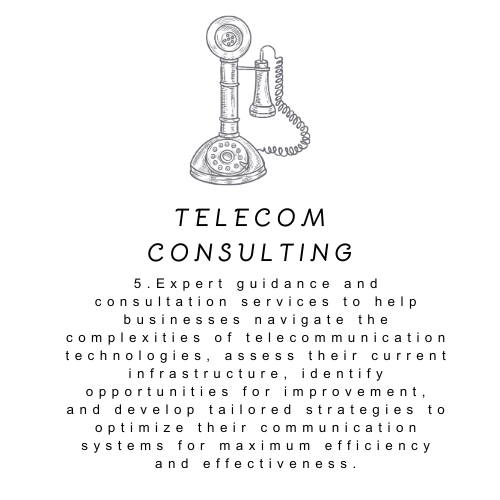 TELECOM
CONSULTING
5.Expert guidance and
consultation services to help
businesses navigate the
complexities of telecommunication
technologies, assess their current
infrastructure, identify
opportunities for improvement,
and develop tailored strategies to
optimize their communication
systems for maximum efficiency
and effectiveness.